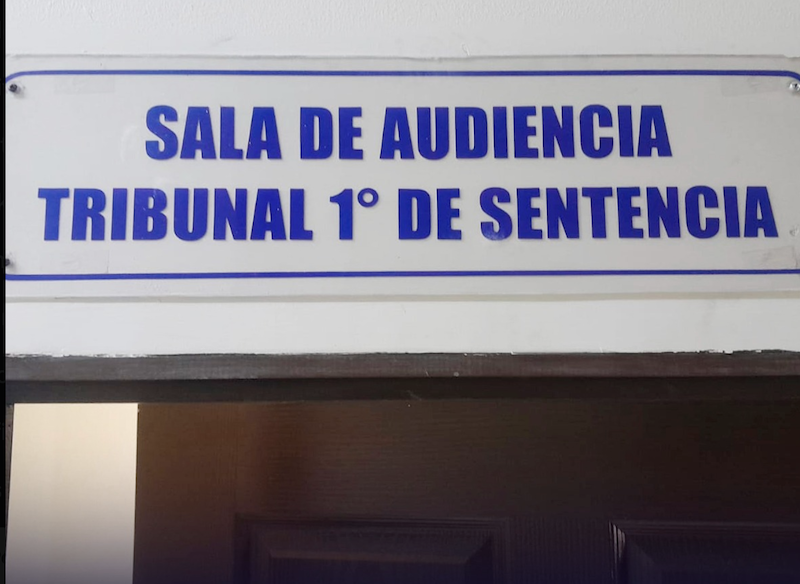 SALA DE AUDIENCIA
TRIBUNAL 1° DE SENTENCIA